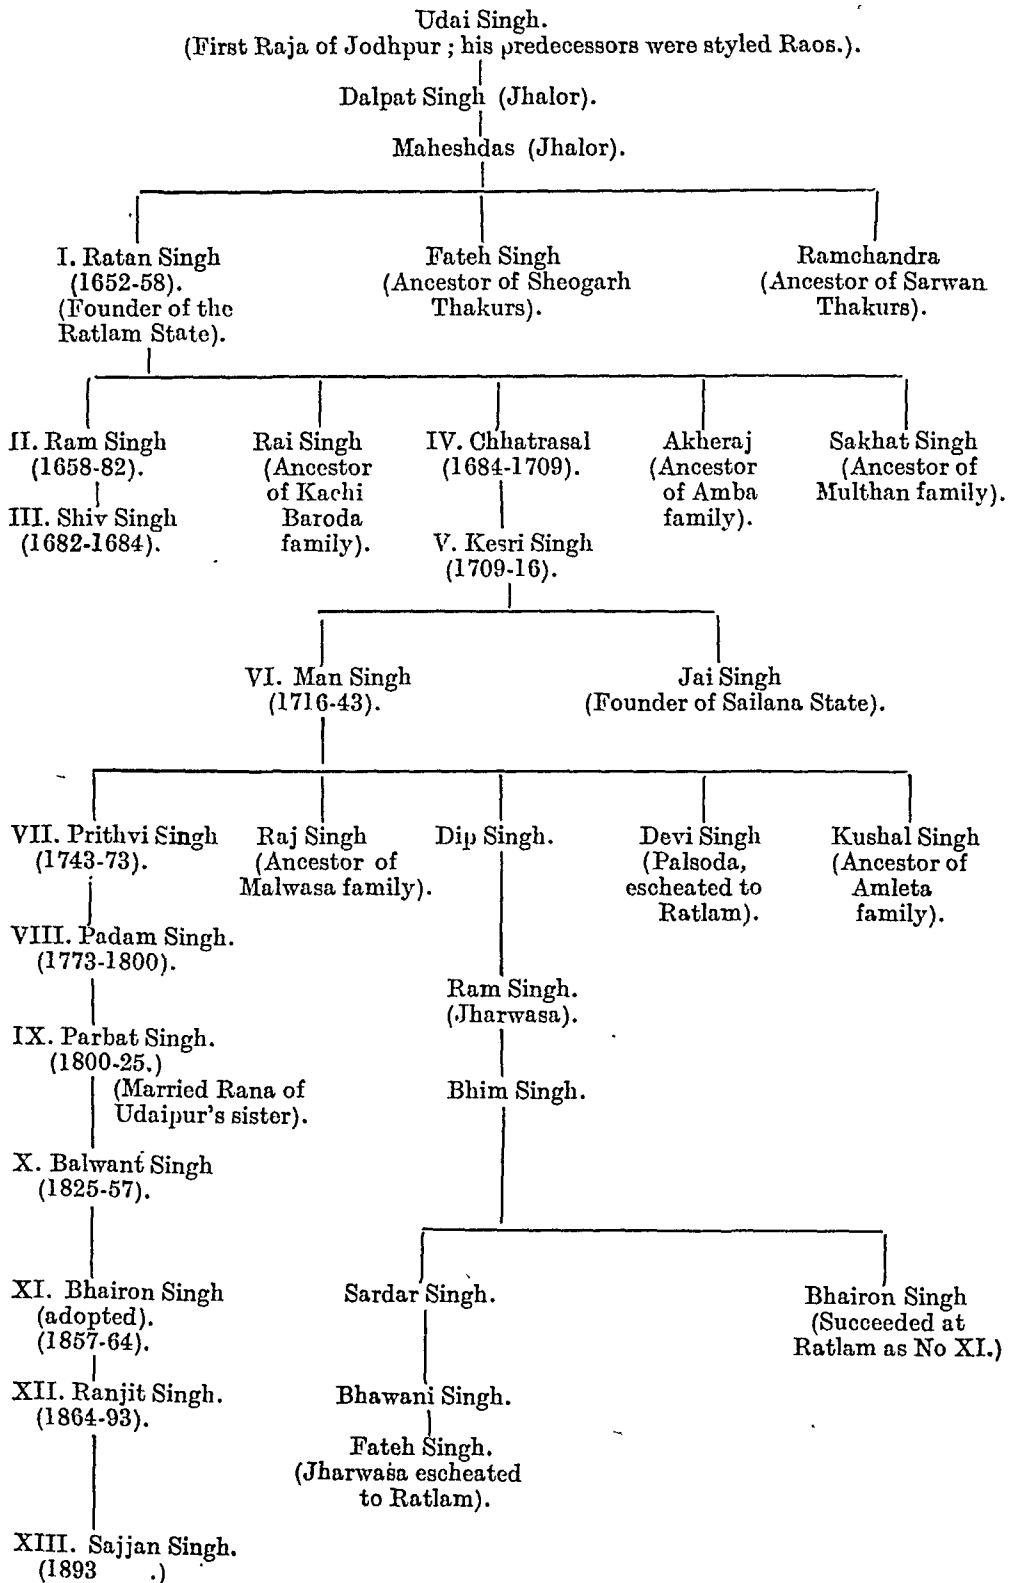 Udai Singh.
(First Raja of Jodhpur ; his predecessors were styled Raos.).
Dalpat Singh (Jhalor).
Maheshdas (Jhalor).
I. Ratan Singh
(1652-58).
(Founder of the
Ratlam State).
Fateh Singh
(Ancestor of Sheogarh
Thakurs).
Ramchandra
(Ancestor of Sarwan
Thakurs).
II. Ram Singh
(1658-82).
III. Shiv Singh
(1682-1684).
Rai Singh
(Ancestor
of Kachi
Baroda
family).
IV. Chhatrasal
(1684-1709).
V. Kesri Singh
(1709-16).
Akheraj
(Ancestor
of Amba
family).
Sakhat Singh
(Ancestor of
Multhan family).
VI. Man Singh
(1716-43).
Jai Singh
(Founder of Sailana State).
VII. Prithvi Singh
(1743-73).
VIII. Padam Singh.
(1773-1800).
IX. Parbat Singh.
(1800-25.)
(Married Rana of
Udaipur's sister).
X. Balwant Singh
(1825-57).
XI. Bhairon Singh
(adopted).
(1857-64).
XII. Ranjit Singh.
(1864-93).
XIII. Sajjan Singh.
(1893 .)
Raj Singh
(Ancestor of
Malwasa family).
Dip Singh.
Ram Singh.
(Jharwasa).
Bhim Singh.
Sardar Singh.
Bhawani Singh.
Fateh Singh.
(Jharwasa escheated
to Ratlam).
Bhairon Singh
(Succeeded at
Ratlam as No XI.)
Devi Singh
(Palsoda,
escheated to
Ratlam).
Kushal Singh
(Ancestor of
Amleta
family).